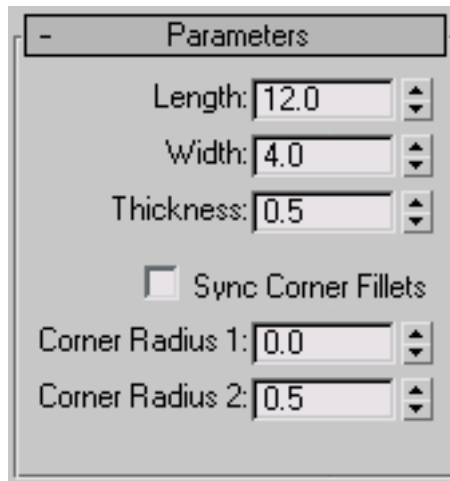 - Parameters
Length: 12.0
Width: 4.0
Thickness: 0.5
Sync Corner Fillets
Corner Radius 1: 0.0
Corner Radius 2: 0.5